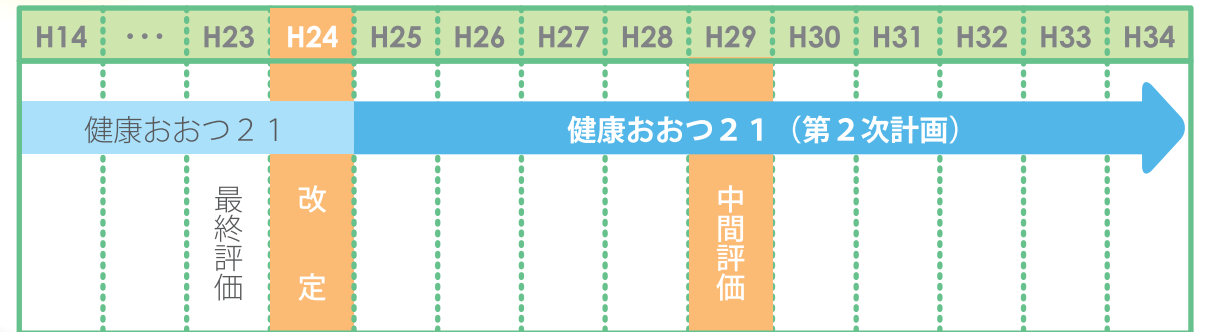 H14 ･･･ H23 H24 H25 H26 H27 H28 H29 H30 H31 H32 H33 H34
健康おおつ２１
健康おおつ２１（第２次計画）
最終評価
改定
中間評価